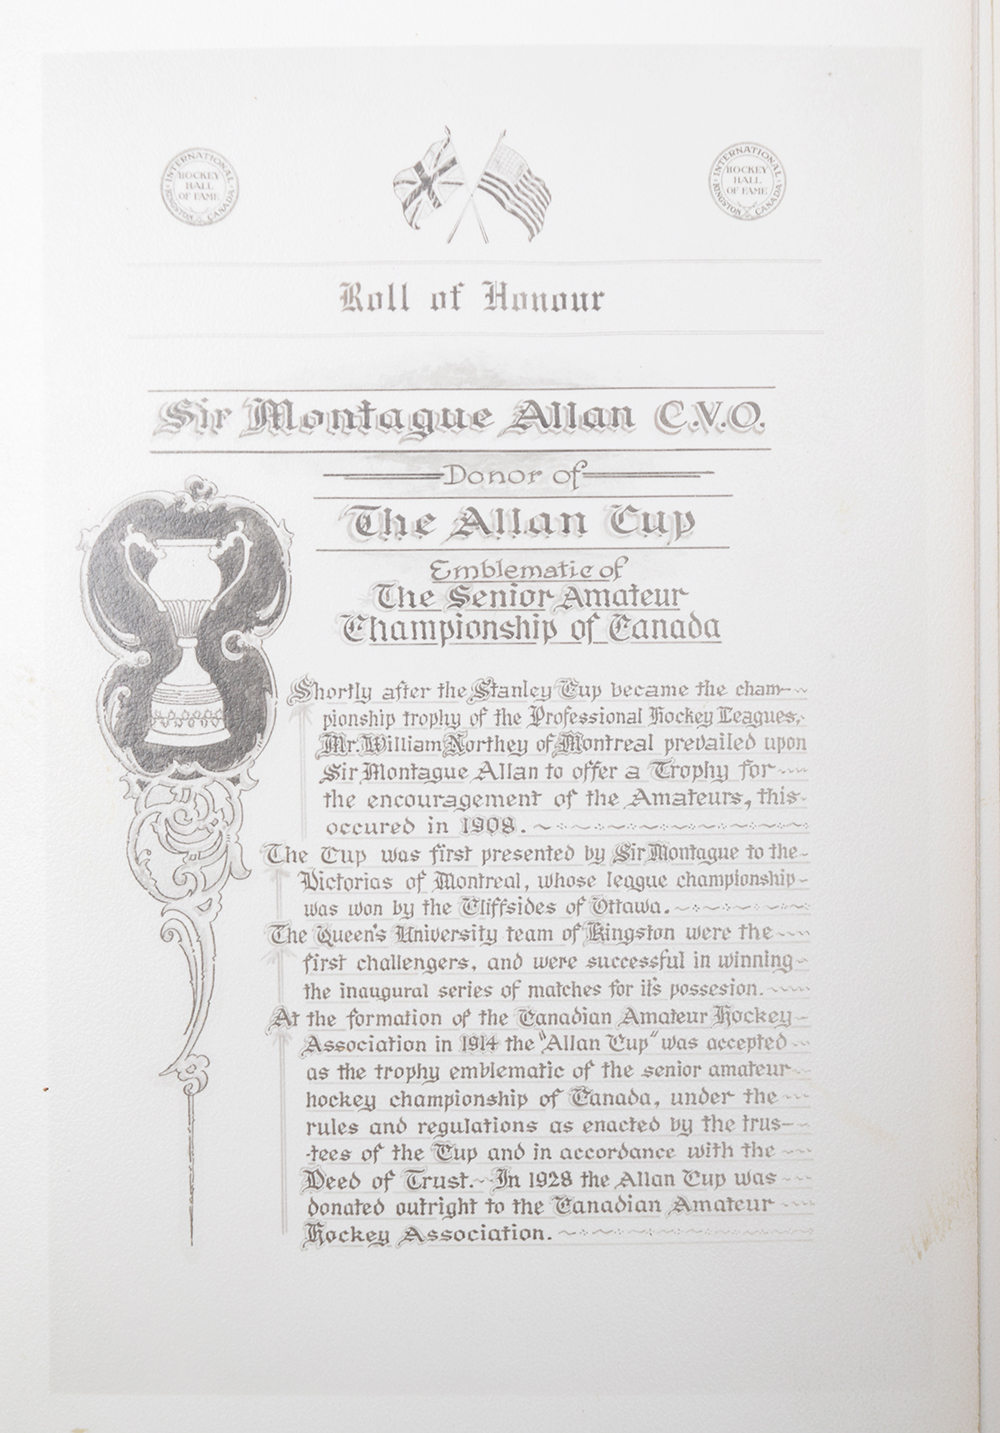 INTERNATIONAL
HOCKEY
HALL
OF FAME
KINGSTON CANADA
INTERNATIONAL
HOCKEY
HALL
OF FAME
KINGSTON CANADA
Roll of Honour
Sir Montague Allan C.V.O.
Donor of
The Allan Cup
Emblematic of
The Senior Amateur
Championship of Canada
Shortly after the Stanley Cup became the cham-
pionship trophy of the Professional Hockey Leagues,
Mr. William Northey of Montreal prevailed upon
Sir Montague Allan to offer a Trophy for
the encouragement of the Amateurs, this
occured in 1908.
The Cup was first presented by Sir Montague to the
Victorias of Montreal, whose league championship
was won by the Cliffsides of Ottawa.
The Queen's University team of Kingston were the
first challengers, and were successful in winning
the inaugural series of matches for it's possesion.
At the formation of the Canadian Amateur Hockey
Association in 1914 the "Allan Cup" was accepted
as the trophy emblematic of the senior amateur
hockey championship of Canada, under the
rules and regulations as enacted by the trus-
-tees of the Cup and in accordance with the
Deed of Trust. In 1928 the Allan Cup was
donated outright to the Canadian Amateur
Hockey Association.